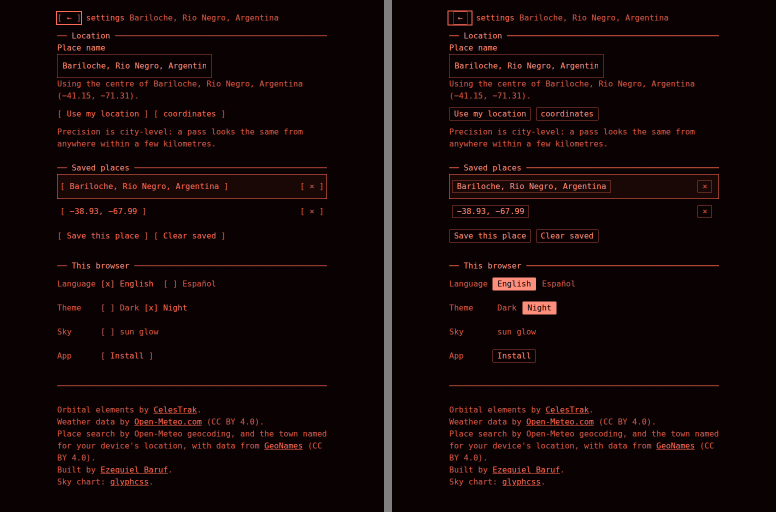 [ ← ] settings Bariloche, Rio Negro, Argentina
── Location ──
Place name
Bariloche, Rio Negro, Argentin
Using the centre of Bariloche, Rio Negro, Argentina
(−41.15, −71.31).
[ Use my location ] [ coordinates ]
Precision is city-level: a pass looks the same from
anywhere within a few kilometres.
── Saved places ──
[ Bariloche, Rio Negro, Argentina ] [ × ]
[ −38.93, −67.99 ] [ × ]
[ Save this place ] [ Clear saved ]
── This browser ──
Language [x] English [ ] Español
Theme [ ] Dark [x] Night
Sky [ ] sun glow
App [ Install ]
Orbital elements by CelesTrak.
Weather data by Open-Meteo.com (CC BY 4.0).
Place search by Open-Meteo geocoding, and the town named
for your device's location, with data from GeoNames (CC
BY 4.0).
Built by Ezequiel Baruf.
Sky chart: glyphcss.
← settings Bariloche, Rio Negro, Argentina
── Location ──
Place name
Bariloche, Rio Negro, Argentin
Using the centre of Bariloche, Rio Negro, Argentina
(−41.15, −71.31).
Use my location coordinates
Precision is city-level: a pass looks the same from
anywhere within a few kilometres.
── Saved places ──
Bariloche, Rio Negro, Argentina ×
−38.93, −67.99 ×
Save this place Clear saved
── This browser ──
Language English Español
Theme Dark Night
Sky sun glow
App Install
Orbital elements by CelesTrak.
Weather data by Open-Meteo.com (CC BY 4.0).
Place search by Open-Meteo geocoding, and the town named
for your device's location, with data from GeoNames (CC
BY 4.0).
Built by Ezequiel Baruf.
Sky chart: glyphcss.